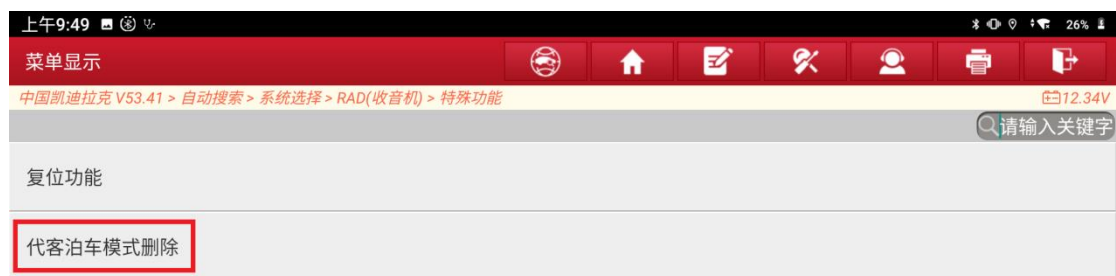 上午9:49 26%
菜单显示
中国凯迪拉克 V53.41 > 自动搜索 > 系统选择 > RAD(收音机) > 特殊功能 12.34V
请输入关键字
复位功能
代客泊车模式删除